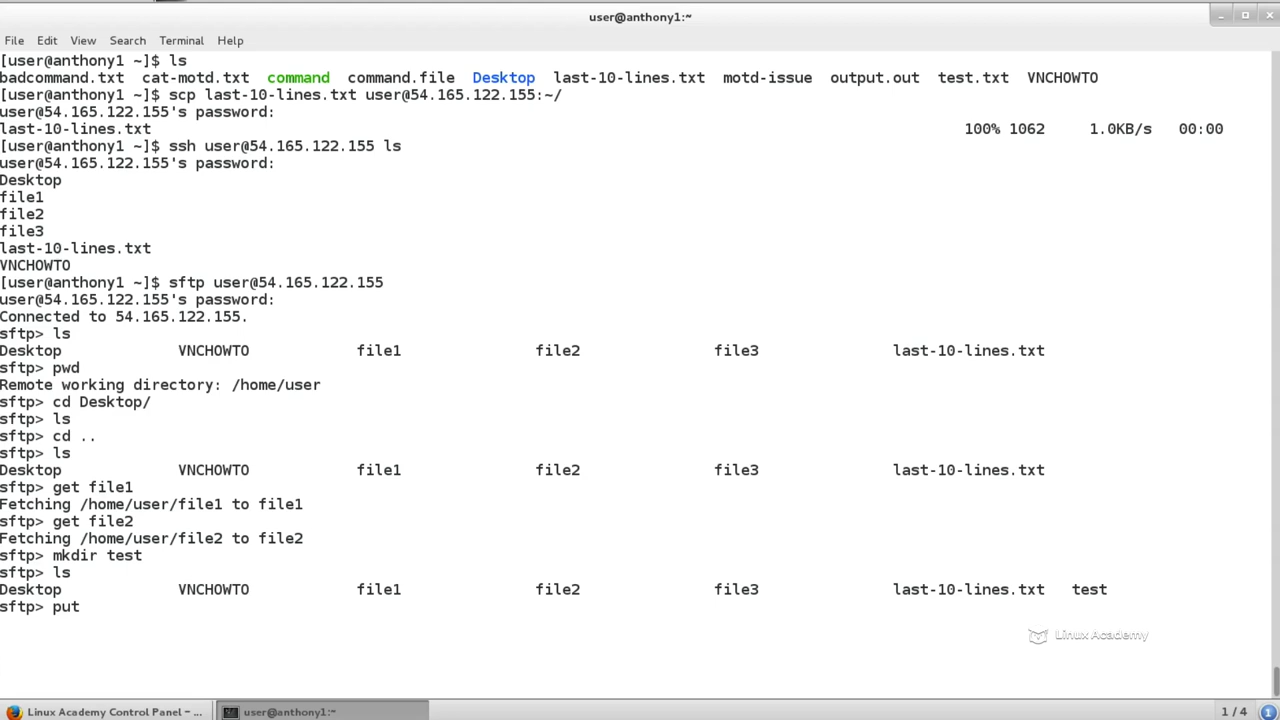 user@anthony1:~
File Edit View Search Terminal Help
[user@anthony1 ~]$ ls
badcommand.txt cat-motd.txt command command.file Desktop last-10-lines.txt motd-issue output.out test.txt VNCHOWTO
[user@anthony1 ~]$ scp last-10-lines.txt user@54.165.122.155:~/
user@54.165.122.155's password:
last-10-lines.txt 100% 1062 1.0KB/s 00:00
[user@anthony1 ~]$ ssh user@54.165.122.155 ls
user@54.165.122.155's password:
Desktop
file1
file2
file3
last-10-lines.txt
VNCHOWTO
[user@anthony1 ~]$ sftp user@54.165.122.155
user@54.165.122.155's password:
Connected to 54.165.122.155.
sftp> ls
Desktop VNCHOWTO file1 file2 file3 last-10-lines.txt
sftp> pwd
Remote working directory: /home/user
sftp> cd Desktop/
sftp> ls
sftp> cd ..
sftp> ls
Desktop VNCHOWTO file1 file2 file3 last-10-lines.txt
sftp> get file1
Fetching /home/user/file1 to file1
sftp> get file2
Fetching /home/user/file2 to file2
sftp> mkdir test
sftp> ls
Desktop VNCHOWTO file1 file2 file3 last-10-lines.txt test
sftp> put
Linux Academy
Linux Academy Control Panel ~ ... user@anthony1:~ 1 / 4 1